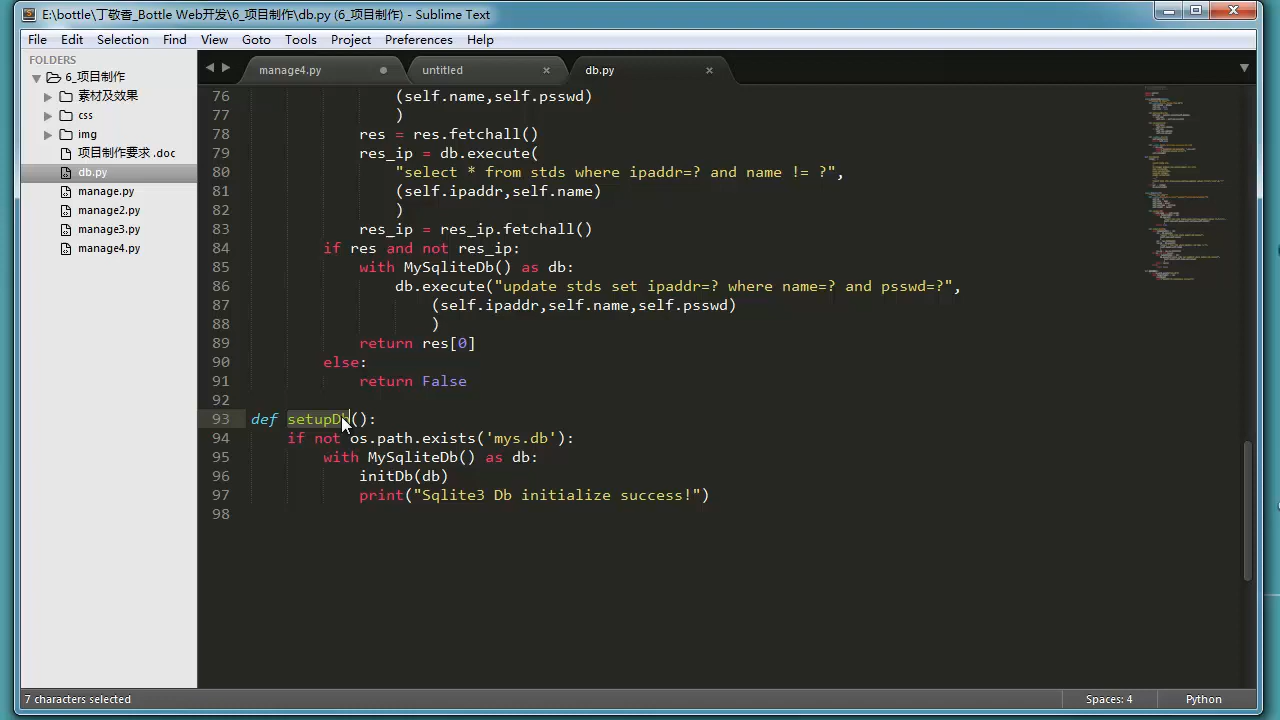 E:\bottle\丁敬香_Bottle Web开发\6_项目制作\db.py (6_项目制作) - Sublime Text
File Edit Selection Find View Goto Tools Project Preferences Help
FOLDERS
6_项目制作
素材及效果
css
img
项目制作要求 .doc
db.py
manage.py
manage2.py
manage3.py
manage4.py
manage4.py untitled db.py
76 (self.name,self.psswd)
77 )
78 res = res.fetchall()
79 res_ip = db.execute(
80 "select * from stds where ipaddr=? and name != ?",
81 (self.ipaddr,self.name)
82 )
83 res_ip = res_ip.fetchall()
84 if res and not res_ip:
85 with MySqliteDb() as db:
86 db.execute("update stds set ipaddr=? where name=? and psswd=?",
87 (self.ipaddr,self.name,self.psswd)
88 )
89 return res[0]
90 else:
91 return False
92
93 def setupDb():
94 if not os.path.exists('mys.db'):
95 with MySqliteDb() as db:
96 initDb(db)
97 print("Sqlite3 Db initialize success!")
98
7 characters selected
Spaces: 4
Python